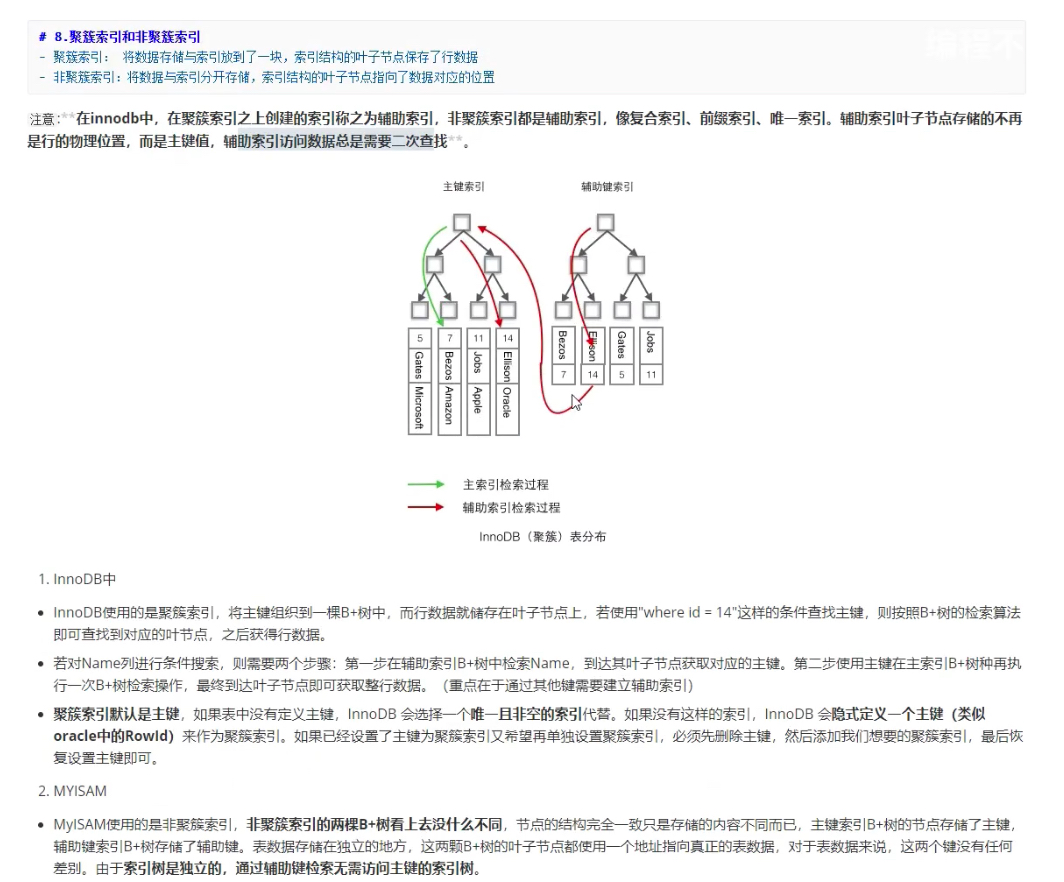 # 8.聚簇索引和非聚簇索引
- 聚簇索引： 将数据存储与索引放到了一块，索引结构的叶子节点保存了行数据
- 非聚簇索引：将数据与索引分开存储，索引结构的叶子节点指向了数据对应的位置
注意：**在innodb中，在聚簇索引之上创建的索引称之为辅助索引，非聚簇索引都是辅助索引，像复合索引、前缀索引、唯一索引。辅助索引叶子节点存储的不再
是行的物理位置，而是主键值，辅助索引访问数据总是需要二次查找**。
主键索引 辅助键索引
5 7 11 14
Gates Bezos Jobs Ellison
Microsoft Amazon Apple Oracle
Bezos Ellison Gates Jobs
7 14 5 11
主索引检索过程
辅助索引检索过程
InnoDB（聚簇）表分布
1. InnoDB中
• InnoDB使用的是聚簇索引，将主键组织到一棵B+树中，而行数据就储存在叶子节点上，若使用"where id = 14"这样的条件查找主键，则按照B+树的检索算法
即可查找到对应的叶节点，之后获得行数据。
• 若对Name列进行条件搜索，则需要两个步骤：第一步在辅助索引B+树中检索Name，到达其叶子节点获取对应的主键。第二步使用主键在主索引B+树种再执
行一次B+树检索操作，最终到达叶子节点即可获取整行数据。（重点在于通过其他键需要建立辅助索引）
• 聚簇索引默认是主键，如果表中没有定义主键，InnoDB 会选择一个唯一且非空的索引代替。如果没有这样的索引，InnoDB 会隐式定义一个主键（类似
oracle中的RowId）来作为聚簇索引。如果已经设置了主键为聚簇索引又希望再单独设置聚簇索引，必须先删除主键，然后添加我们想要的聚簇索引，最后恢
复设置主键即可。
2. MYISAM
• MyISAM使用的是非聚簇索引，非聚簇索引的两棵B+树看上去没什么不同，节点的结构完全一致只是存储的内容不同而已，主键索引B+树的节点存储了主键，
辅助键索引B+树存储了辅助键。表数据存储在独立的地方，这两颗B+树的叶子节点都使用一个地址指向真正的表数据，对于表数据来说，这两个键没有任何
差别。由于索引树是独立的，通过辅助键检索无需访问主键的索引树。